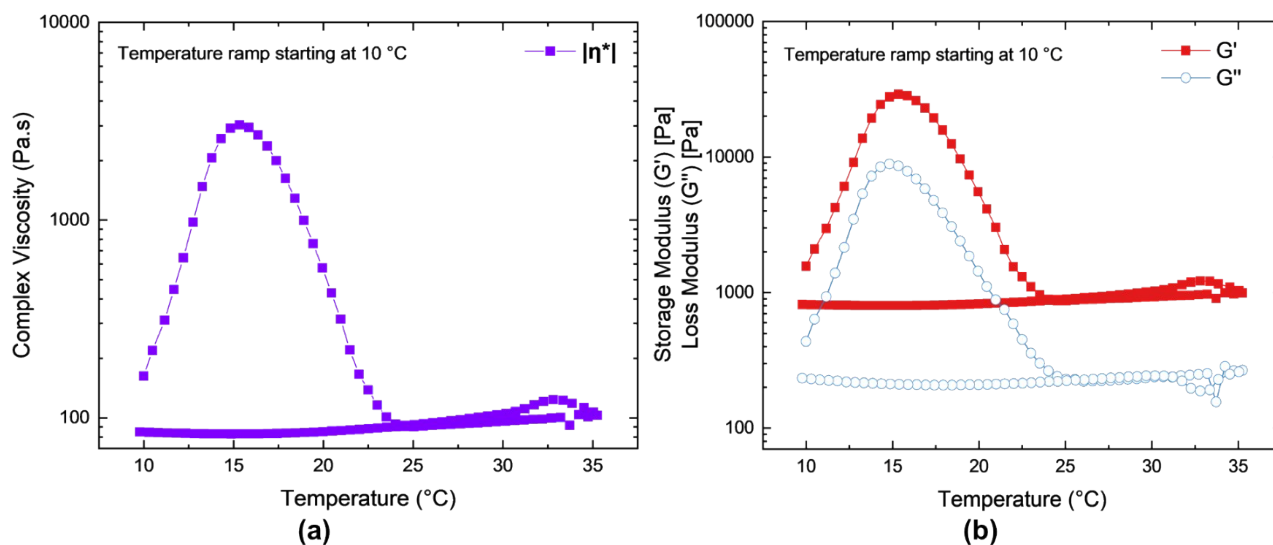 Temperature ramp starting at 10 °C
|η*|
Complex Viscosity (Pa.s)
10000
1000
100
10
15
20
25
30
35
Temperature (°C)
(a)
Temperature ramp starting at 10 °C
G'
G''
Storage Modulus (G') [Pa]
Loss Modulus (G'') [Pa]
100000
10000
1000
100
10
15
20
25
30
35
Temperature (°C)
(b)